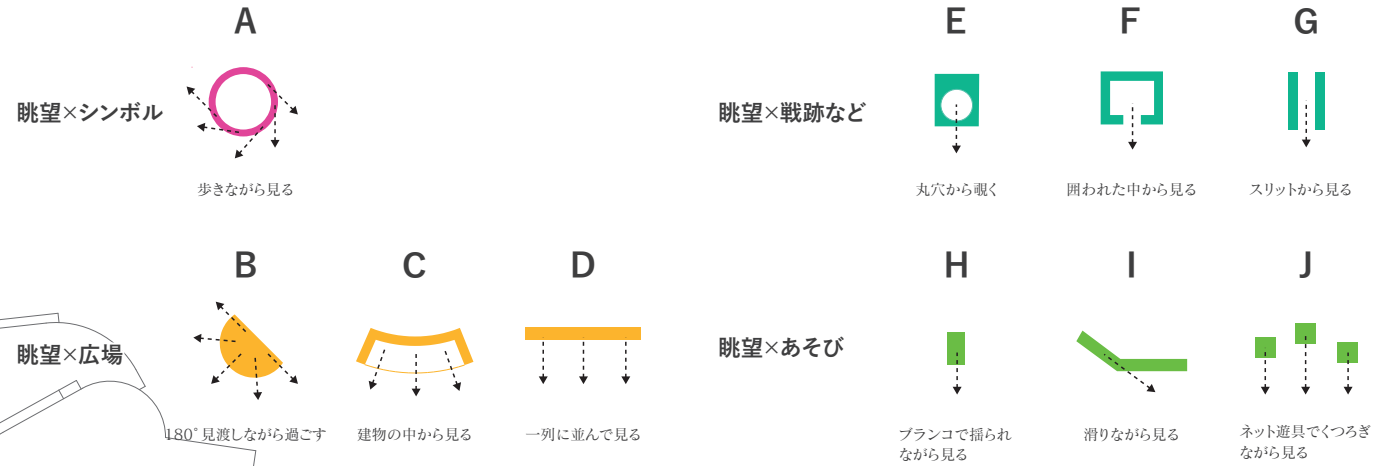 A
眺望×シンボル
歩きながら見る
B
C
D
眺望×広場
180°見渡しながら過ごす
建物の中から見る
一列に並んで見る
E
F
G
眺望×戦跡など
丸穴から覗く
囲われた中から見る
スリットから見る
H
I
J
眺望×あそび
ブランコで揺られ
ながら見る
滑りながら見る
ネット遊具でくつろぎ
ながら見る